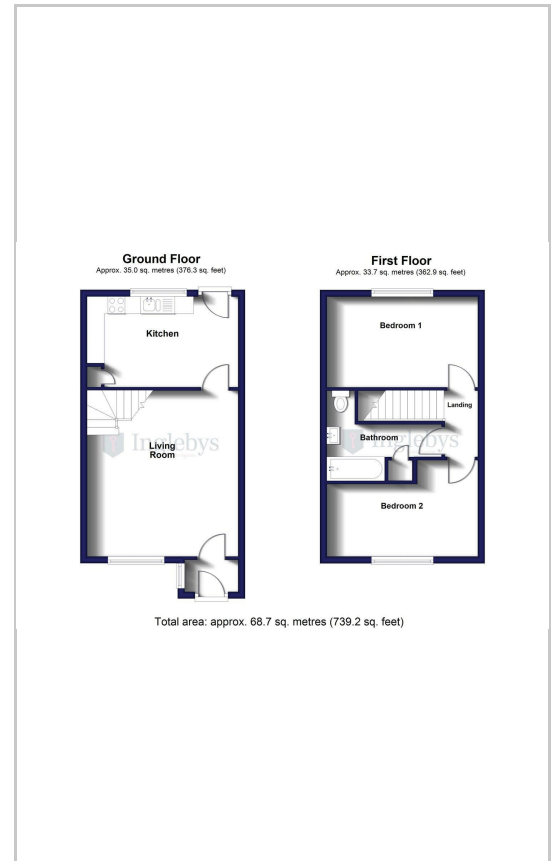 Ground Floor
Approx. 35.0 sq. metres (376.3 sq. feet)
Kitchen
Living
Room
Inglebys
First Floor
Approx. 33.7 sq. metres (362.9 sq. feet)
Bedroom 1
Landing
Bathroom
Inglebys
Bedroom 2
Total area: approx. 68.7 sq. metres (739.2 sq. feet)